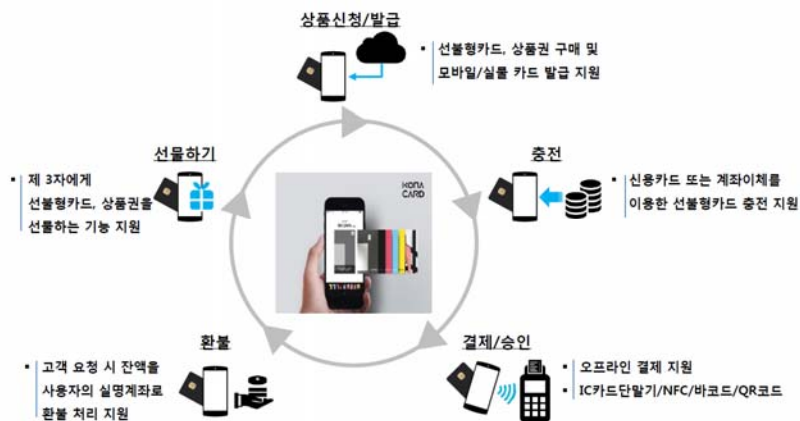 상품신청/발급
선불형카드, 상품권 구매 및
모바일/실물 카드 발급 지원
선물하기
제 3자에게
선불형카드, 상품권을
선물하는 기능 지원
충전
신용카드 또는 계좌이체를
이용한 선불형카드 충전 지원
KONA
CARD
환불
고객 요청 시 잔액을
사용자의 실명계좌로
환불 처리 지원
결제/승인
오프라인 결제 지원
IC카드단말기/NFC/바코드/QR코드